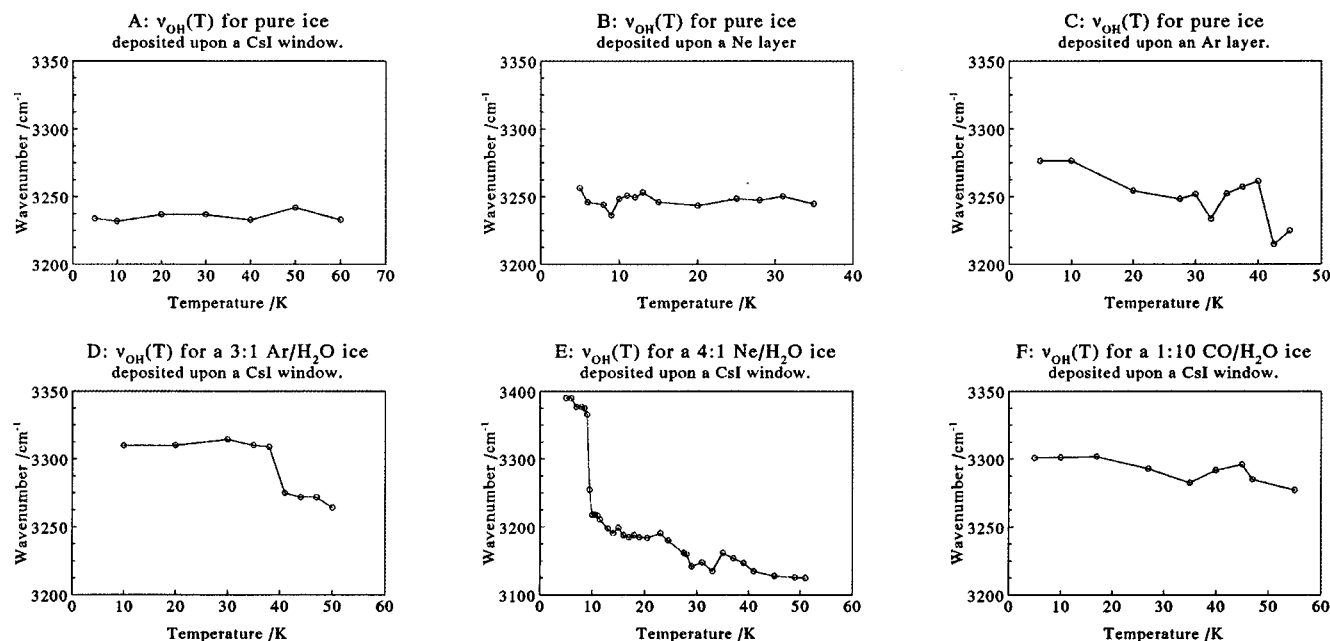 A: νOH(T) for pure ice
deposited upon a CsI window.
Wavenumber /cm-1
3350
3300
3250
3200
0 10 20 30 40 50 60 70
Temperature /K
B: νOH(T) for pure ice
deposited upon a Ne layer
Wavenumber /cm-1
3350
3300
3250
3200
0 10 20 30 40
Temperature /K
C: νOH(T) for pure ice
deposited upon an Ar layer.
Wavenumber /cm-1
3350
3300
3250
3200
0 10 20 30 40 50
Temperature /K
D: νOH(T) for a 3:1 Ar/H2O ice
deposited upon a CsI window.
Wavenumber /cm-1
3350
3300
3250
3200
0 10 20 30 40 50 60
Temperature /K
E: νOH(T) for a 4:1 Ne/H2O ice
deposited upon a CsI window.
Wavenumber /cm-1
3400
3300
3200
3100
0 10 20 30 40 50 60
Temperature /K
F: νOH(T) for a 1:10 CO/H2O ice
deposited upon a CsI window.
Wavenumber /cm-1
3350
3300
3250
3200
0 10 20 30 40 50 60
Temperature /K